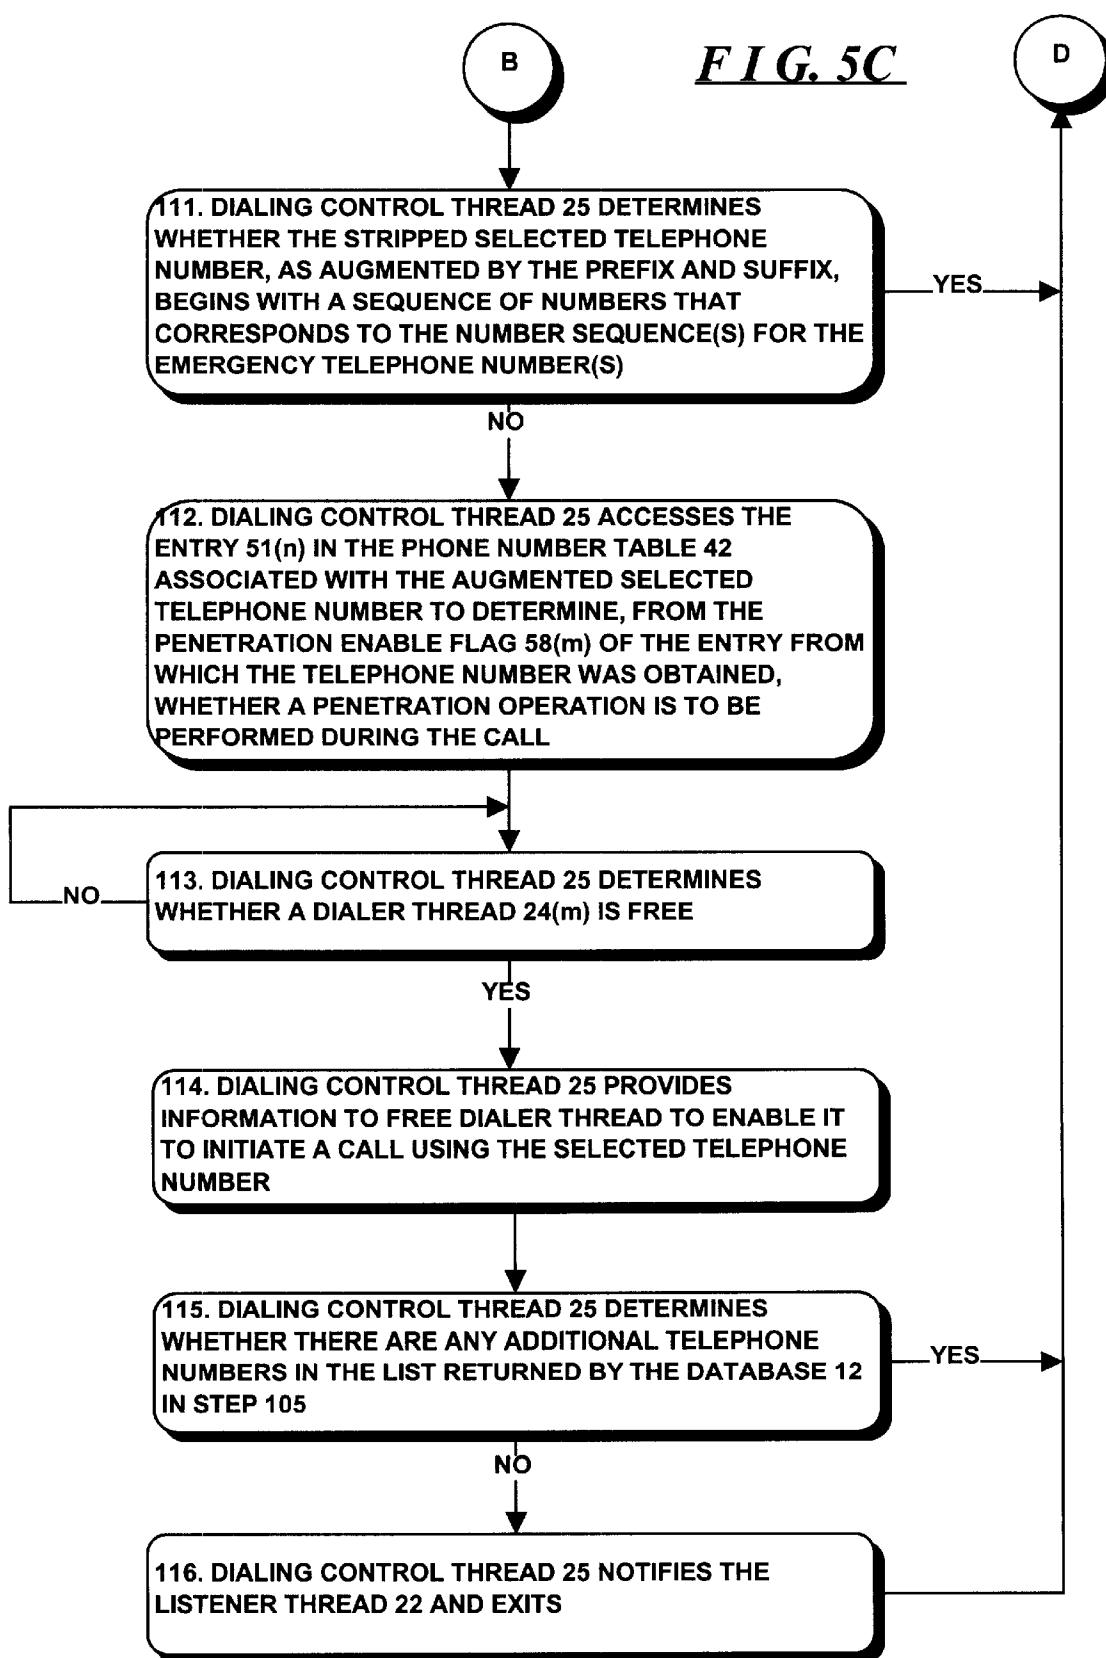 B
F I G. 5C
D
111. DIALING CONTROL THREAD 25 DETERMINES
WHETHER THE STRIPPED SELECTED TELEPHONE
NUMBER, AS AUGMENTED BY THE PREFIX AND SUFFIX,
BEGINS WITH A SEQUENCE OF NUMBERS THAT
CORRESPONDS TO THE NUMBER SEQUENCE(S) FOR THE
EMERGENCY TELEPHONE NUMBER(S)
YES
NO
112. DIALING CONTROL THREAD 25 ACCESSES THE
ENTRY 51(n) IN THE PHONE NUMBER TABLE 42
ASSOCIATED WITH THE AUGMENTED SELECTED
TELEPHONE NUMBER TO DETERMINE, FROM THE
PENETRATION ENABLE FLAG 58(m) OF THE ENTRY FROM
WHICH THE TELEPHONE NUMBER WAS OBTAINED,
WHETHER A PENETRATION OPERATION IS TO BE
PERFORMED DURING THE CALL
NO
113. DIALING CONTROL THREAD 25 DETERMINES
WHETHER A DIALER THREAD 24(m) IS FREE
YES
114. DIALING CONTROL THREAD 25 PROVIDES
INFORMATION TO FREE DIALER THREAD TO ENABLE IT
TO INITIATE A CALL USING THE SELECTED TELEPHONE
NUMBER
115. DIALING CONTROL THREAD 25 DETERMINES
WHETHER THERE ARE ANY ADDITIONAL TELEPHONE
NUMBERS IN THE LIST RETURNED BY THE DATABASE 12
IN STEP 105
YES
NO
116. DIALING CONTROL THREAD 25 NOTIFIES THE
LISTENER THREAD 22 AND EXITS